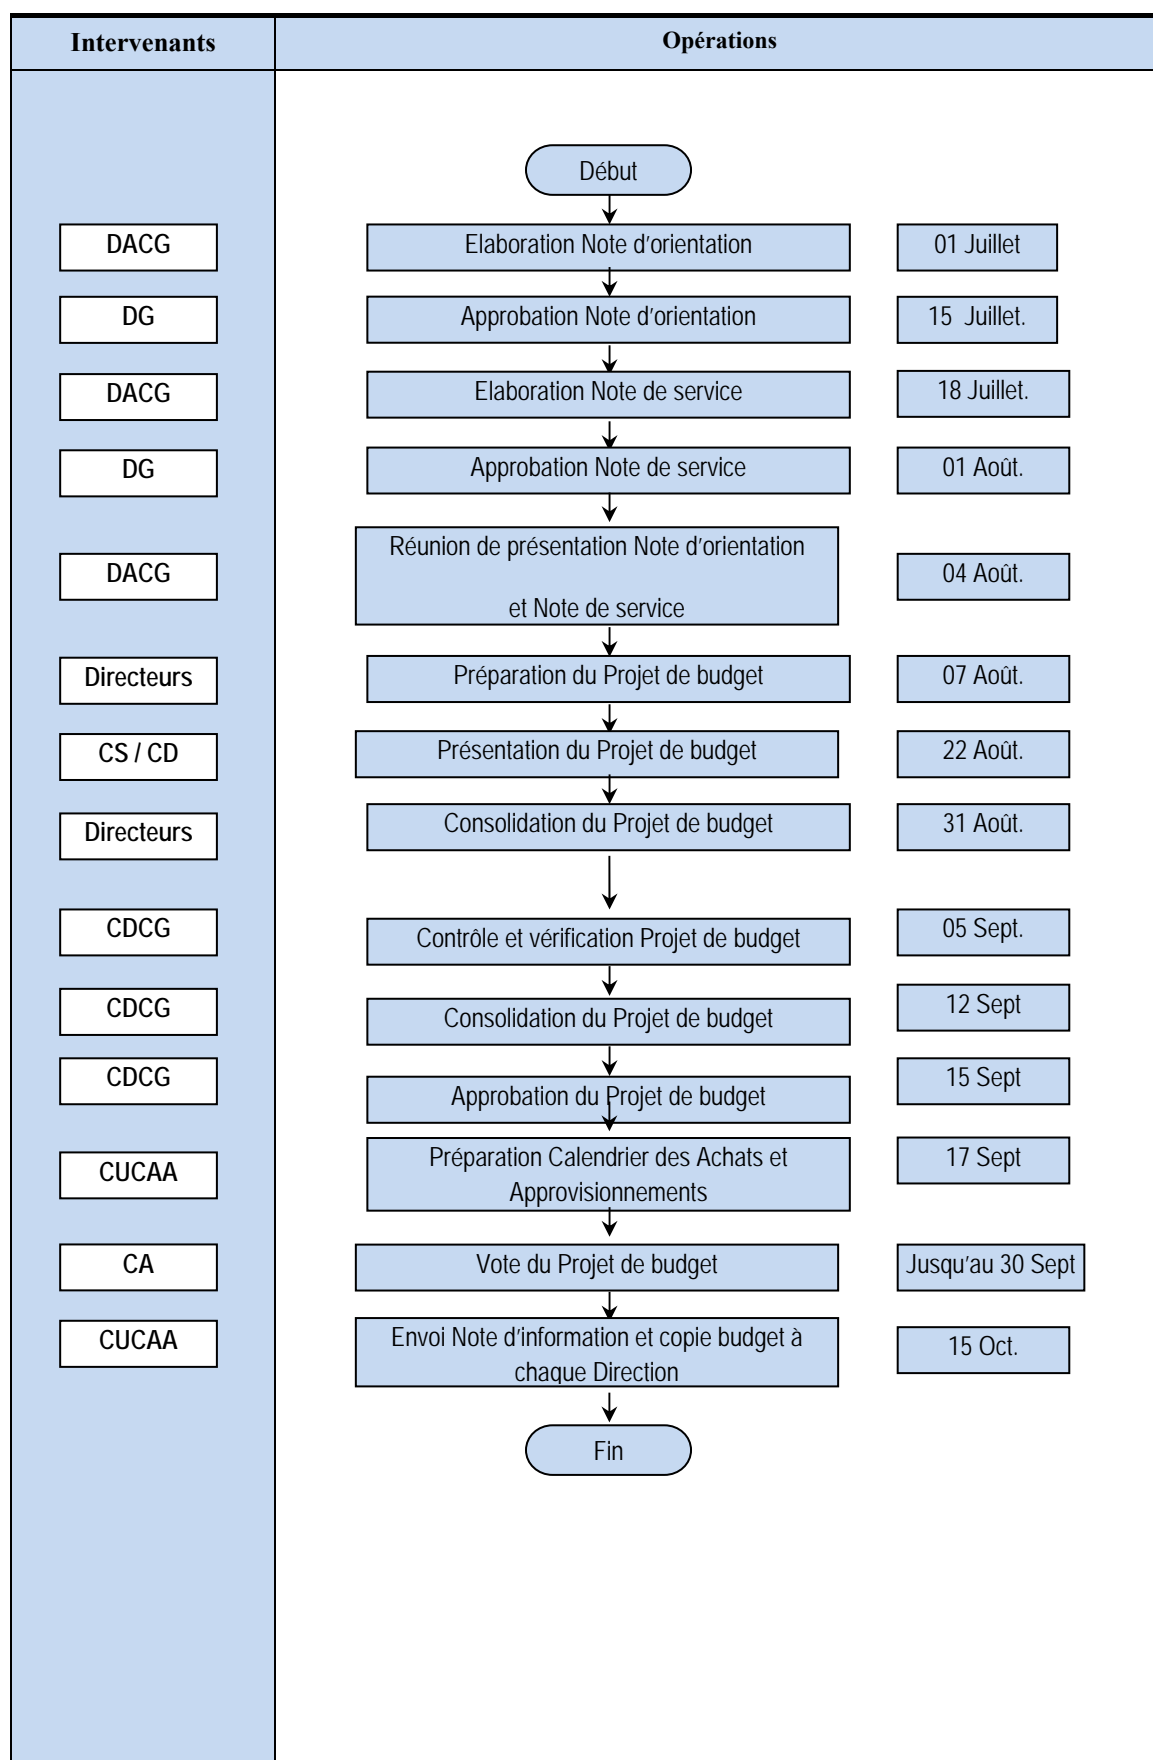 Intervenants
Opérations
Début
DACG
Elaboration Note d'orientation
01 Juillet
DG
Approbation Note d'orientation
15 Juillet.
DACG
Elaboration Note de service
18 Juillet.
DG
Approbation Note de service
01 Août.
DACG
Réunion de présentation Note d'orientation
et Note de service
04 Août.
Directeurs
Préparation du Projet de budget
07 Août.
CS / CD
Présentation du Projet de budget
22 Août.
Directeurs
Consolidation du Projet de budget
31 Août.
CDCG
Contrôle et vérification Projet de budget
05 Sept.
CDCG
Consolidation du Projet de budget
12 Sept
CDCG
Approbation du Projet de budget
15 Sept
CUCAA
Préparation Calendrier des Achats et
Approvisionnements
17 Sept
CA
Vote du Projet de budget
Jusqu'au 30 Sept
CUCAA
Envoi Note d'information et copie budget à
chaque Direction
15 Oct.
Fin